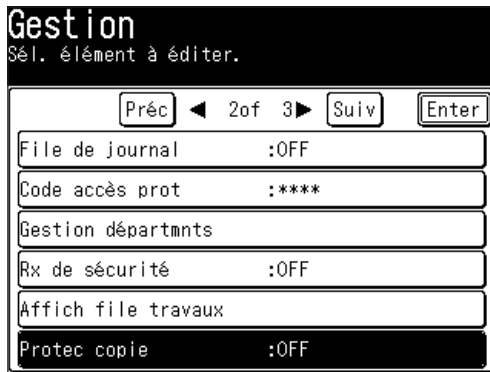 Gestion
Sél. élément à éditer.
Préc ◀ 2of 3▶ Suiv Enter
File de journal :OFF
Code accès prot :****
Gestion départmnts
Rx de sécurité :OFF
Affich file travaux
Protec copie :OFF